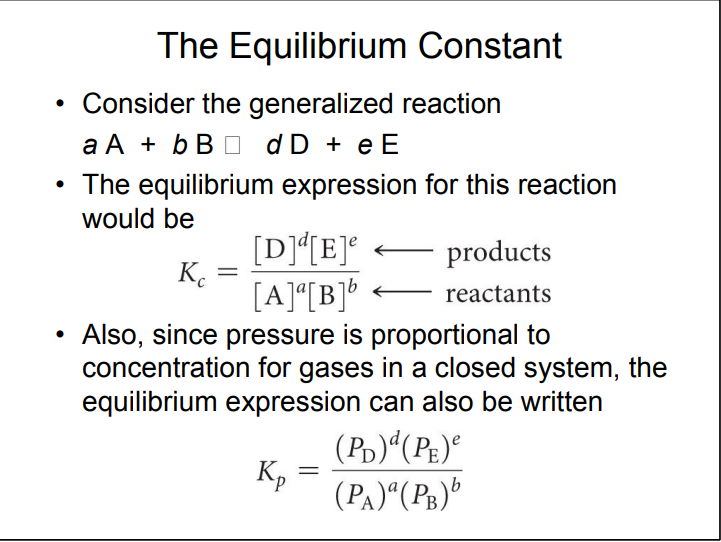 The Equilibrium Constant
• Consider the generalized reaction
a A + b B □ d D + e E
• The equilibrium expression for this reaction
would be
K_c = [D]^d[E]^e / [A]^a[B]^b
← products
← reactants
• Also, since pressure is proportional to
concentration for gases in a closed system, the
equilibrium expression can also be written
K_p = (P_D)^d(P_E)^e / (P_A)^a(P_B)^b